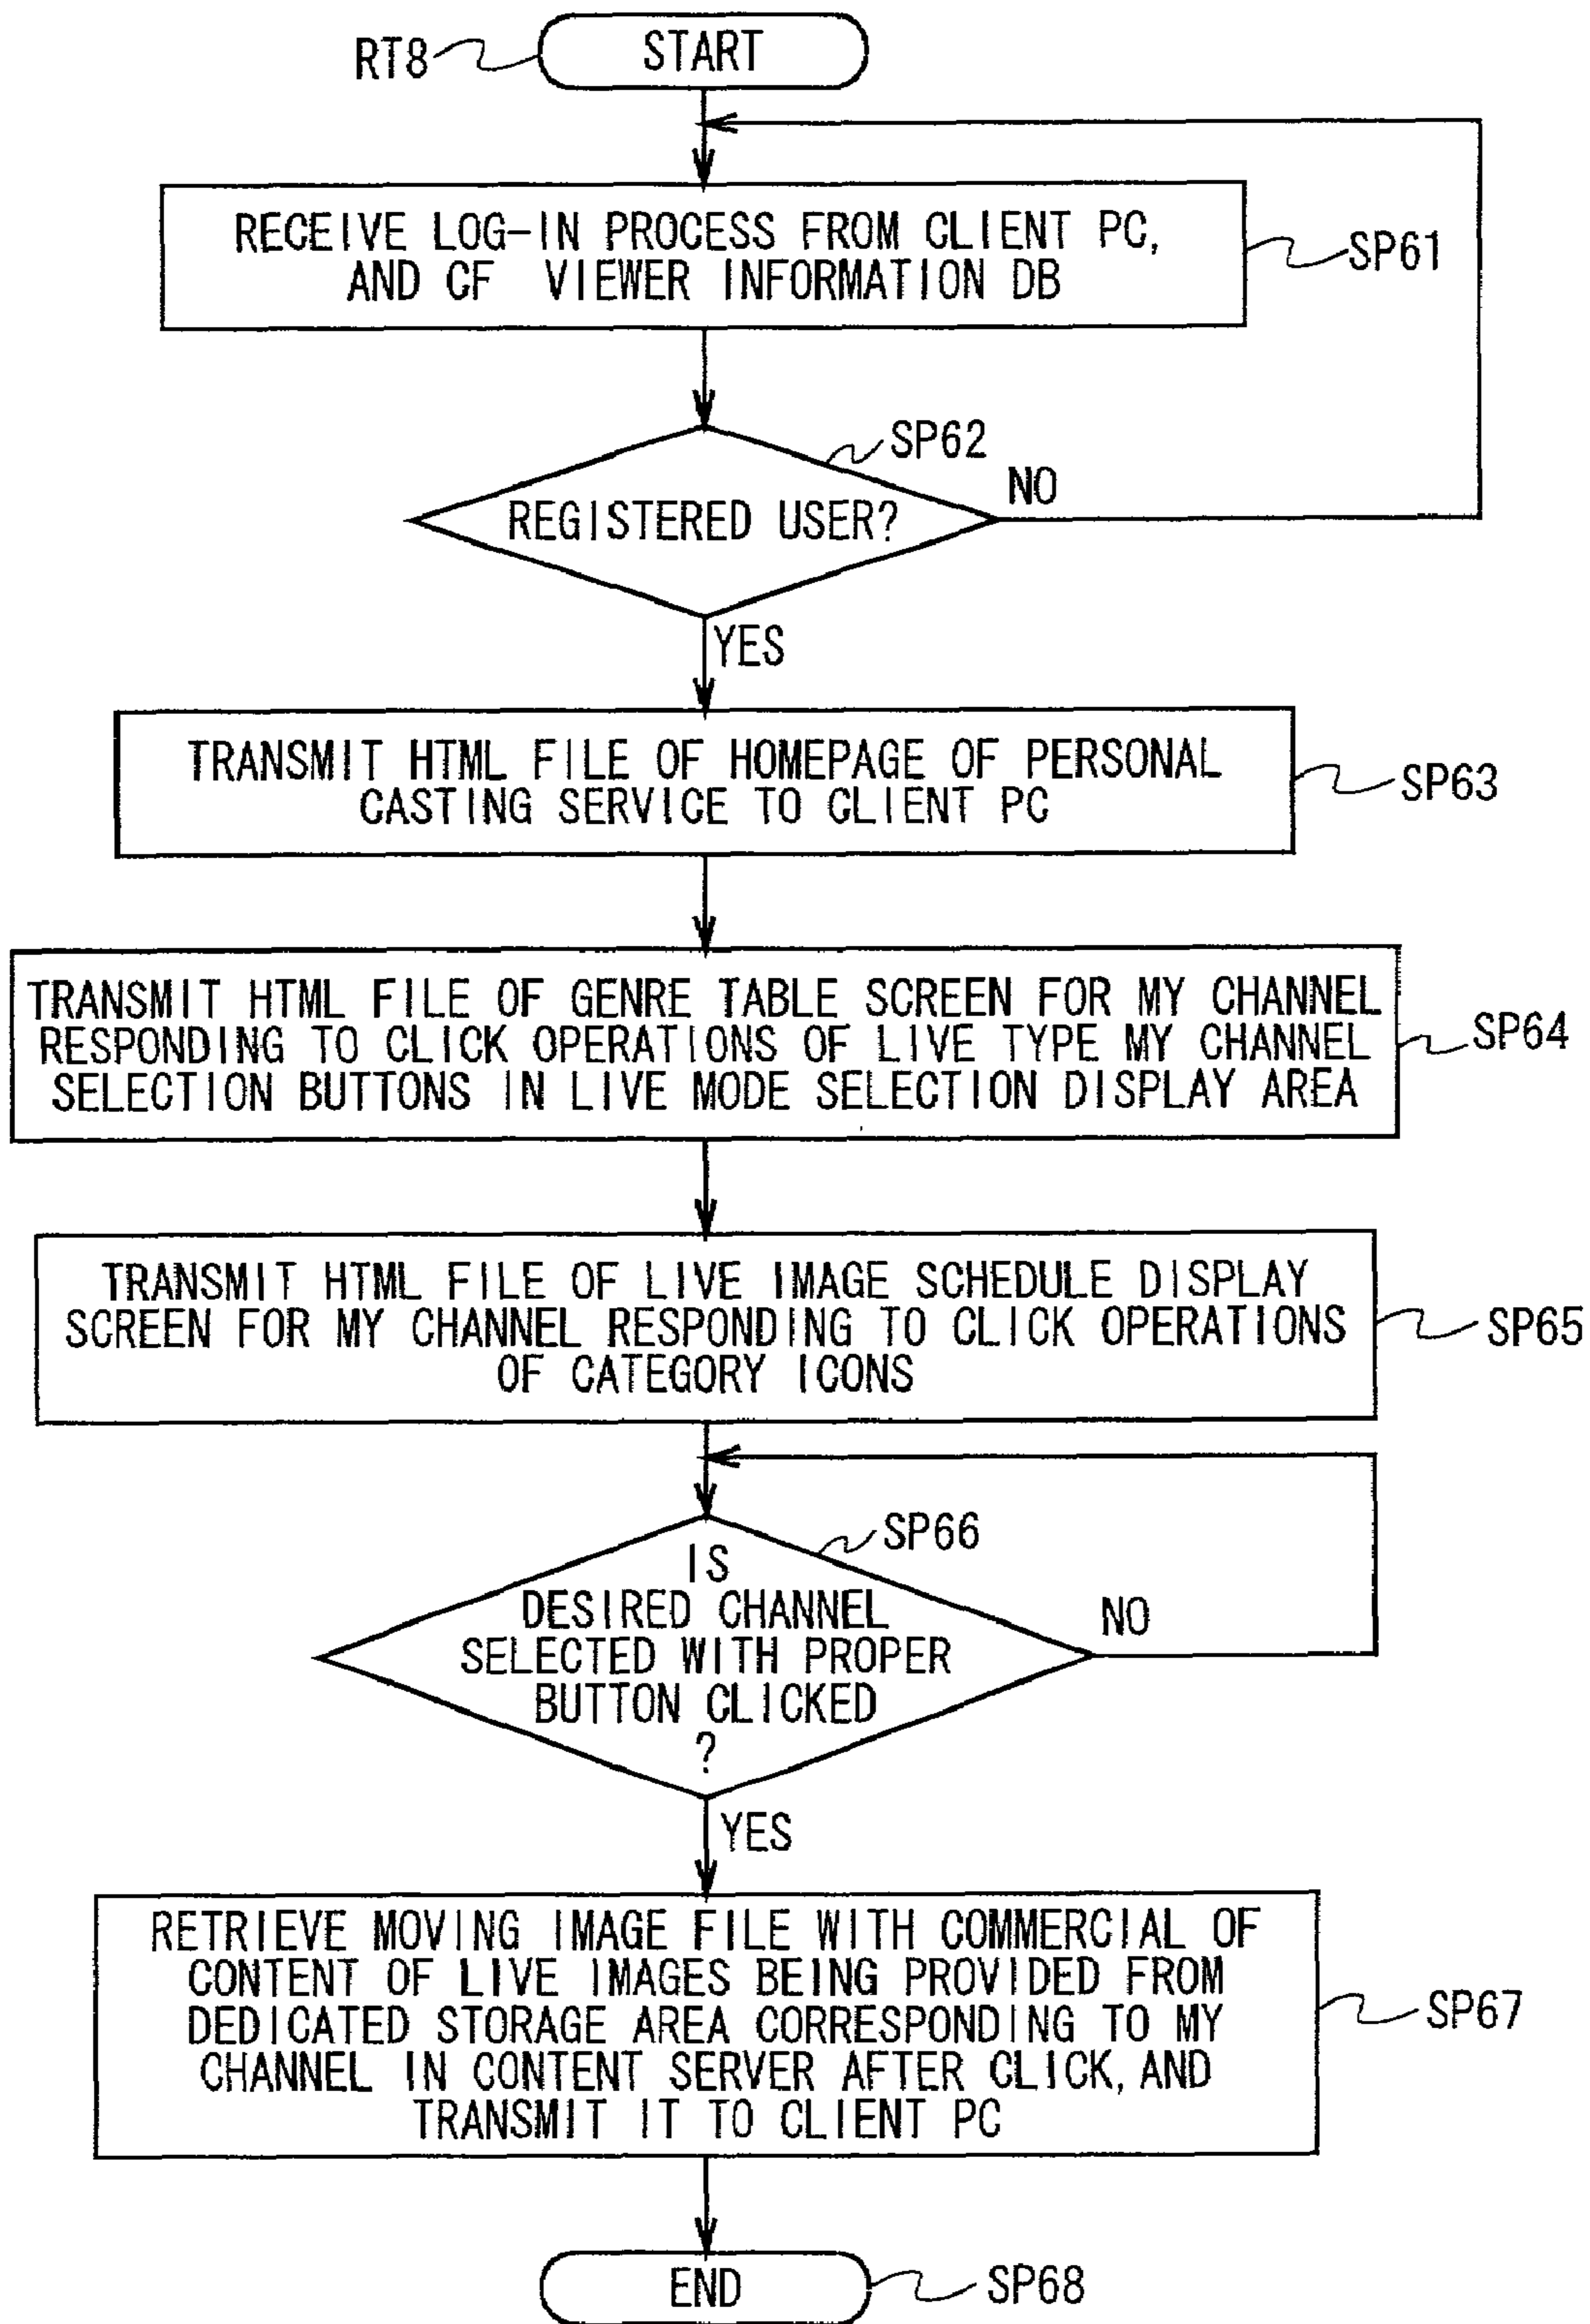 RT8
START
RECEIVE LOG-IN PROCESS FROM CLIENT PC,
AND CF VIEWER INFORMATION DB
SP61
SP62
REGISTERED USER?
NO
YES
TRANSMIT HTML FILE OF HOMEPAGE OF PERSONAL
CASTING SERVICE TO CLIENT PC
SP63
TRANSMIT HTML FILE OF GENRE TABLE SCREEN FOR MY CHANNEL
RESPONDING TO CLICK OPERATIONS OF LIVE TYPE MY CHANNEL
SELECTION BUTTONS IN LIVE MODE SELECTION DISPLAY AREA
SP64
TRANSMIT HTML FILE OF LIVE IMAGE SCHEDULE DISPLAY
SCREEN FOR MY CHANNEL RESPONDING TO CLICK OPERATIONS
OF CATEGORY ICONS
SP65
SP66
IS
DESIRED CHANNEL
SELECTED WITH PROPER
BUTTON CLICKED
?
NO
YES
RETRIEVE MOVING IMAGE FILE WITH COMMERCIAL OF
CONTENT OF LIVE IMAGES BEING PROVIDED FROM
DEDICATED STORAGE AREA CORRESPONDING TO MY
CHANNEL IN CONTENT SERVER AFTER CLICK, AND
TRANSMIT IT TO CLIENT PC
SP67
END
SP68